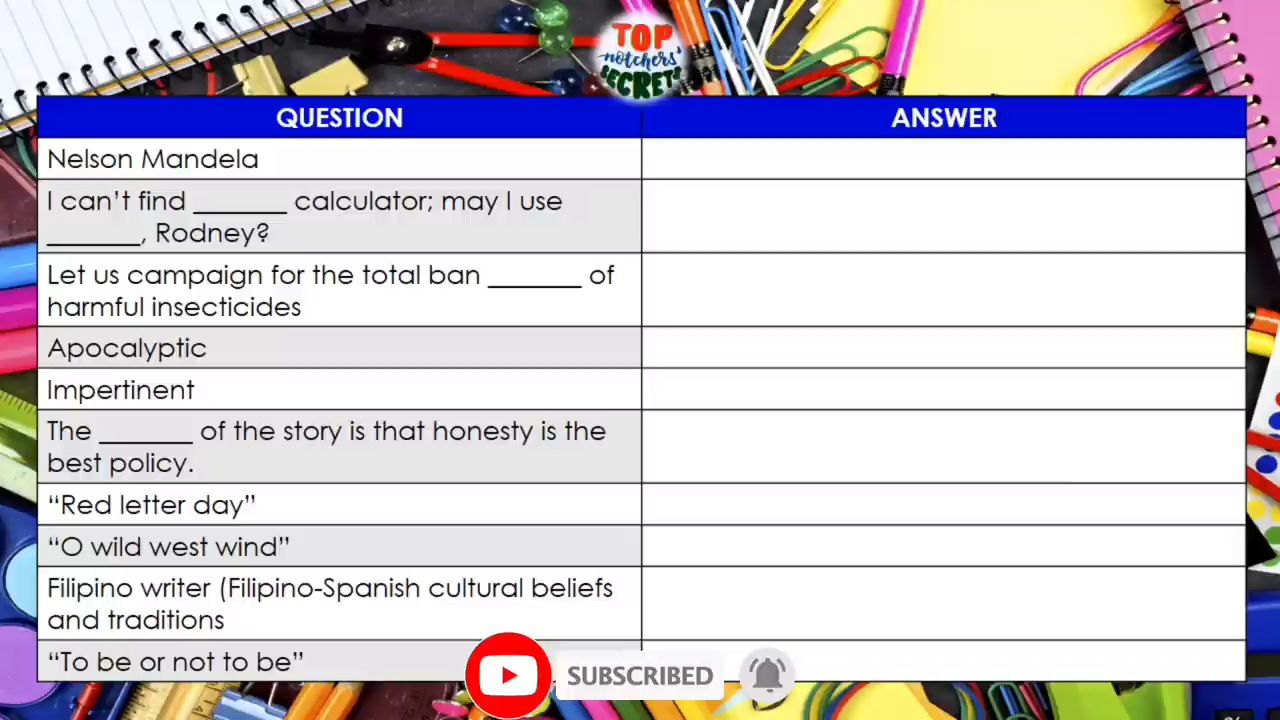 TOP
notchers'
SECRETS
QUESTION
ANSWER
Nelson Mandela
I can't find _______ calculator; may I use
_______, Rodney?
Let us campaign for the total ban _______ of
harmful insecticides
Apocalyptic
Impertinent
The _______ of the story is that honesty is the
best policy.
“Red letter day”
“O wild west wind”
Filipino writer (Filipino-Spanish cultural beliefs
and traditions
“To be or not to be”
SUBSCRIBED